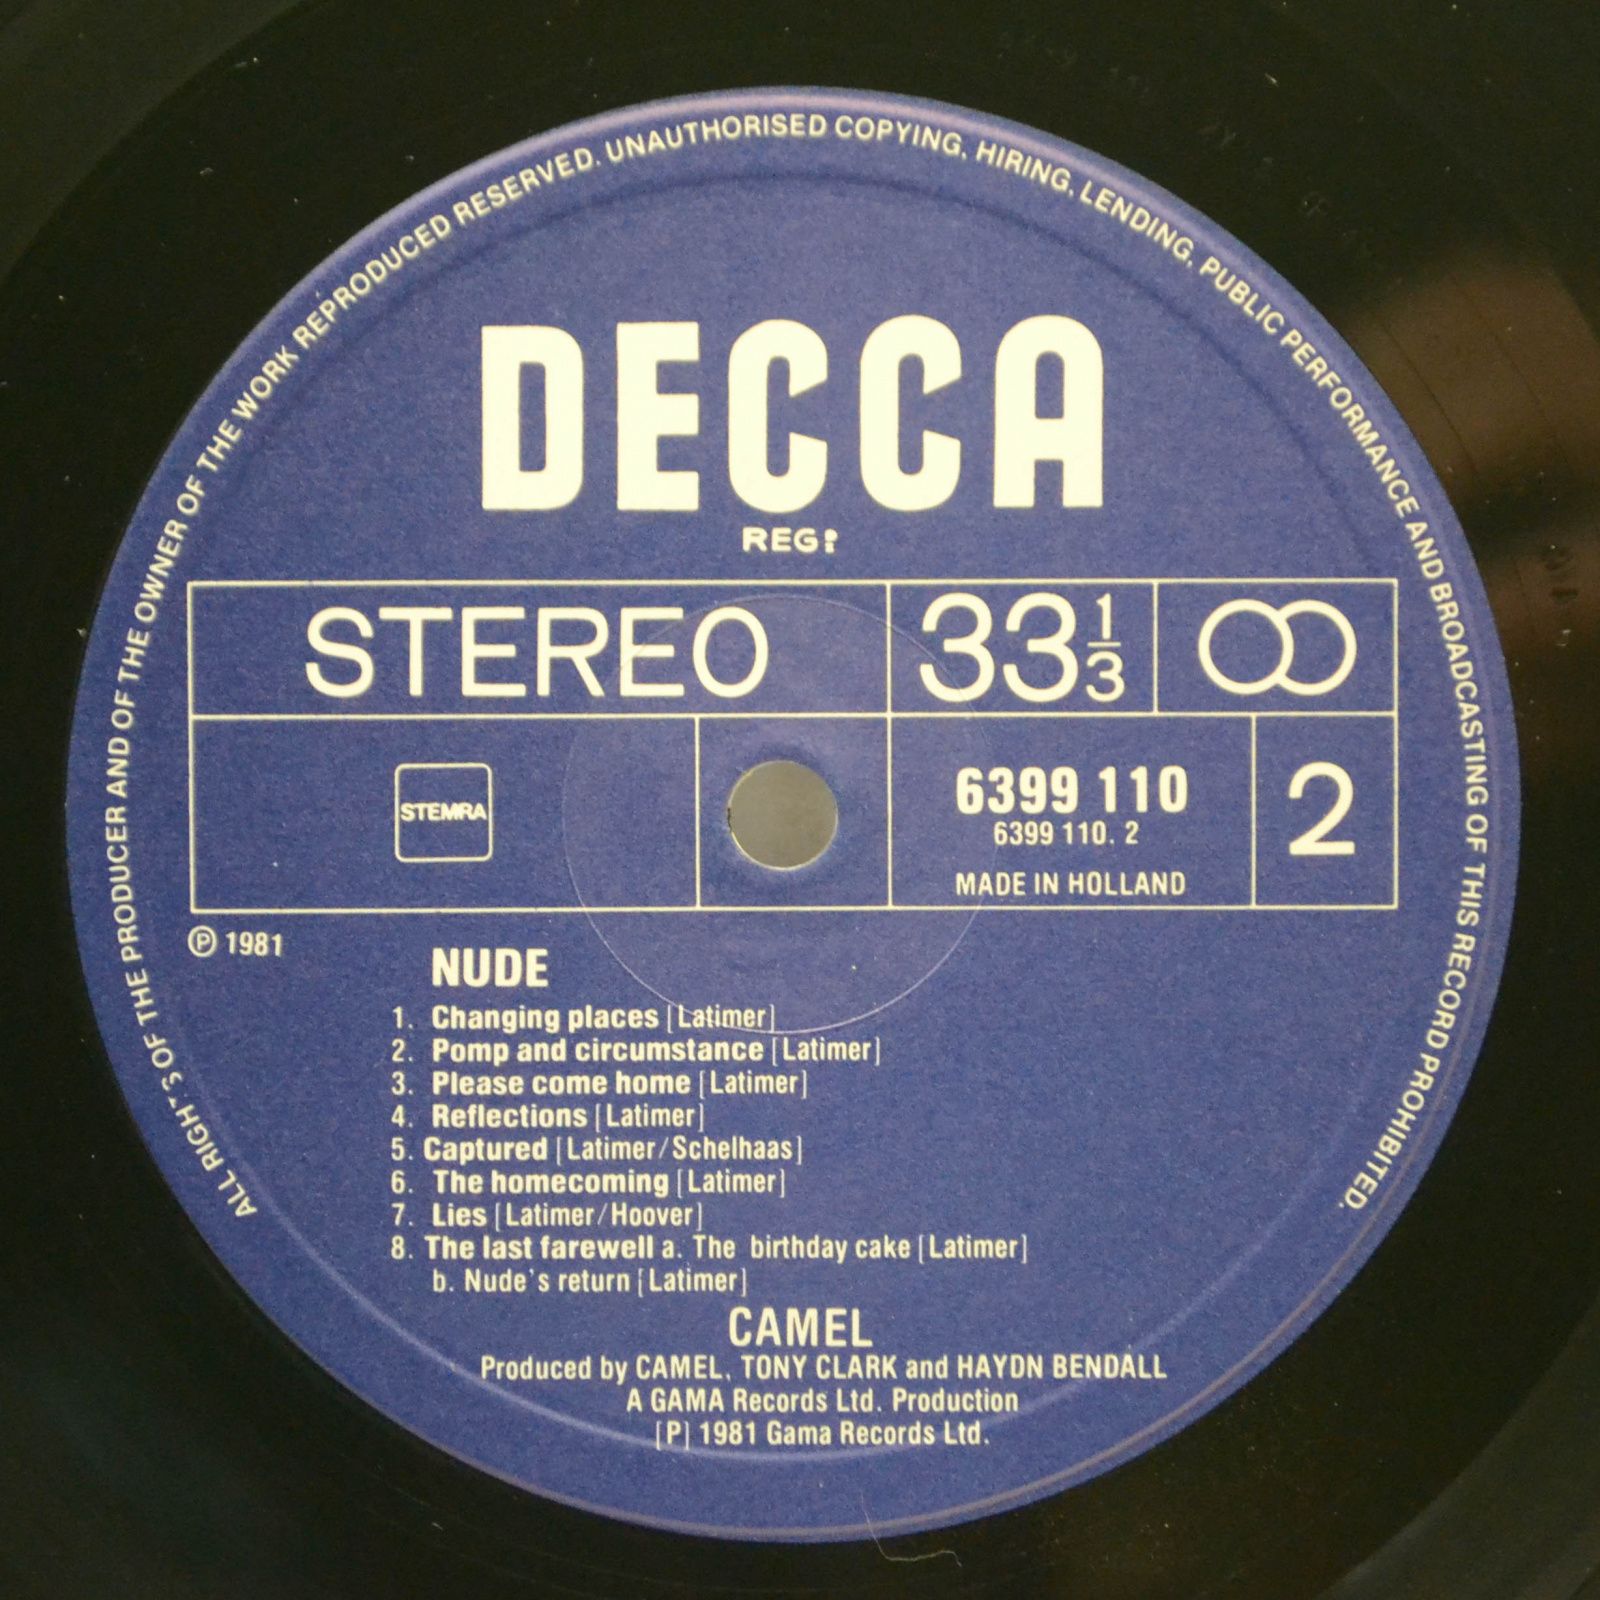 ALL RIGHTS OF THE PRODUCER AND OF THE OWNER OF THE WORK REPRODUCED RESERVED. UNAUTHORISED COPYING, HIRING, LENDING, PUBLIC PERFORMANCE AND BROADCASTING OF THIS RECORD PROHIBITED.
DECCA
REG:
STEREO 33 1/3
STEMRA
6399 110
6399 110. 2
MADE IN HOLLAND
2
Ⓟ 1981
NUDE
1. Changing places [Latimer]
2. Pomp and circumstance [Latimer]
3. Please come home [Latimer]
4. Reflections [Latimer]
5. Captured [Latimer/Schelhaas]
6. The homecoming [Latimer]
7. Lies [Latimer/Hoover]
8. The last farewell a. The birthday cake [Latimer]
b. Nude's return [Latimer]
CAMEL
Produced by CAMEL, TONY CLARK and HAYDN BENDALL
A GAMA Records Ltd. Production
[P] 1981 Gama Records Ltd.